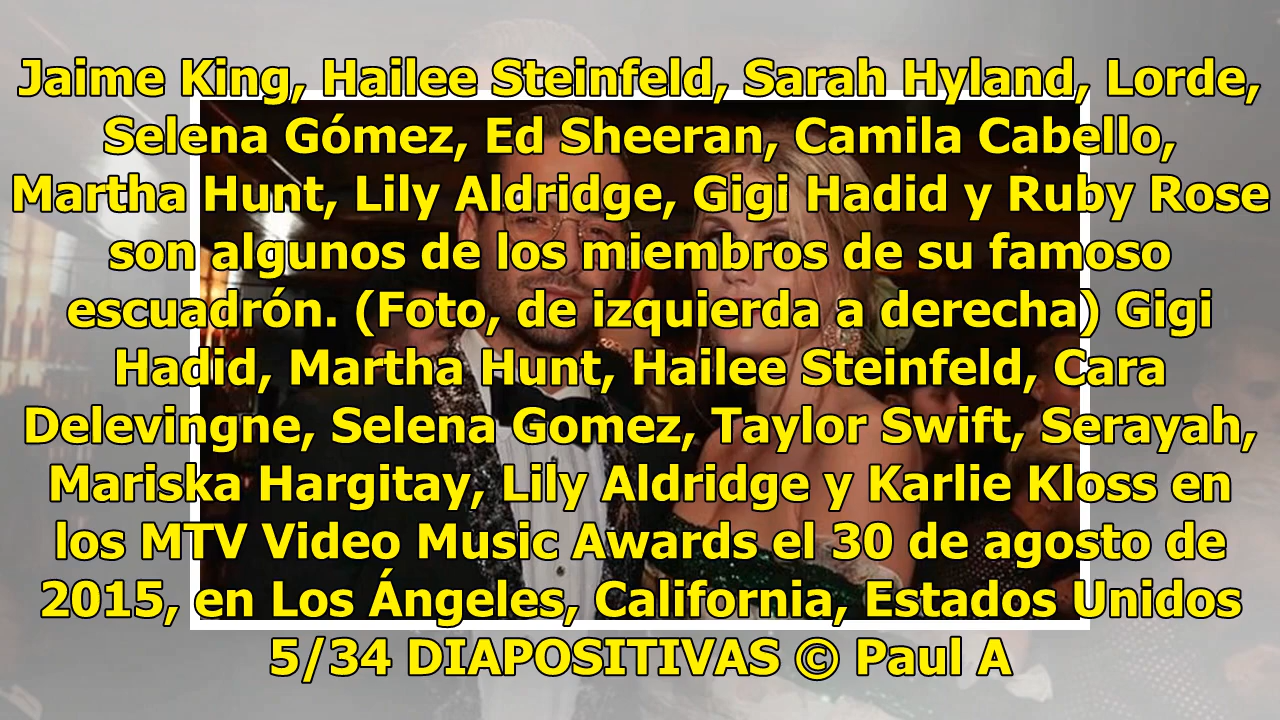 Jaime King, Hailee Steinfeld, Sarah Hyland, Lorde,
Selena Gómez, Ed Sheeran, Camila Cabello,
Martha Hunt, Lily Aldridge, Gigi Hadid y Ruby Rose
son algunos de los miembros de su famoso
escuadrón. (Foto, de izquierda a derecha) Gigi
Hadid, Martha Hunt, Hailee Steinfeld, Cara
Delevingne, Selena Gomez, Taylor Swift, Serayah,
Mariska Hargitay, Lily Aldridge y Karlie Kloss en
los MTV Video Music Awards el 30 de agosto de
2015, en Los Ángeles, California, Estados Unidos
5/34 DIAPOSITIVAS © Paul A